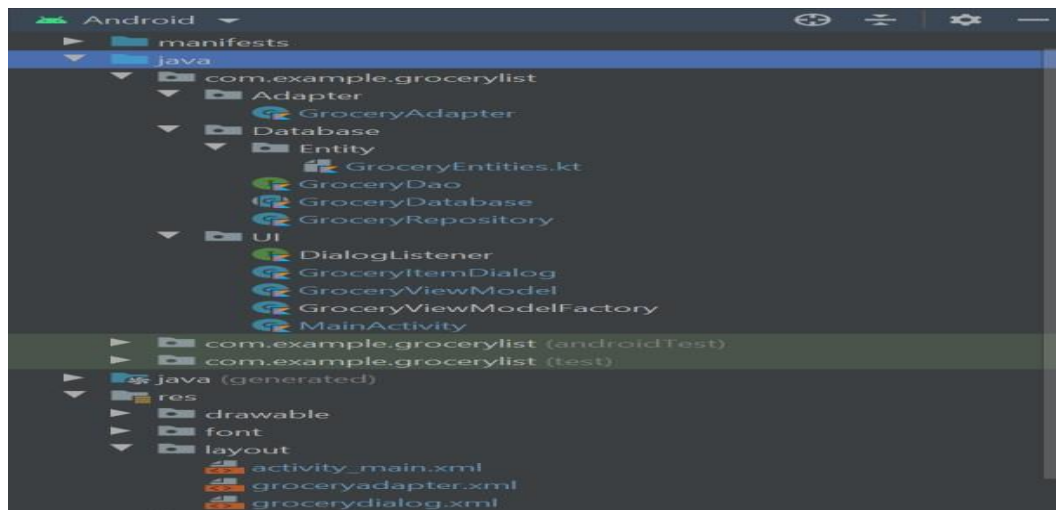 Android
manifests
java
com.example.grocerylist
Adapter
GroceryAdapter
Database
Entity
GroceryEntities.kt
GroceryDao
GroceryDatabase
GroceryRepository
UI
DialogListener
GroceryItemDialog
GroceryViewModel
GroceryViewModelFactory
MainActivity
com.example.grocerylist (androidTest)
com.example.grocerylist (test)
java (generated)
res
drawable
font
layout
activity_main.xml
groceryadapter.xml
grocerydialog.xml